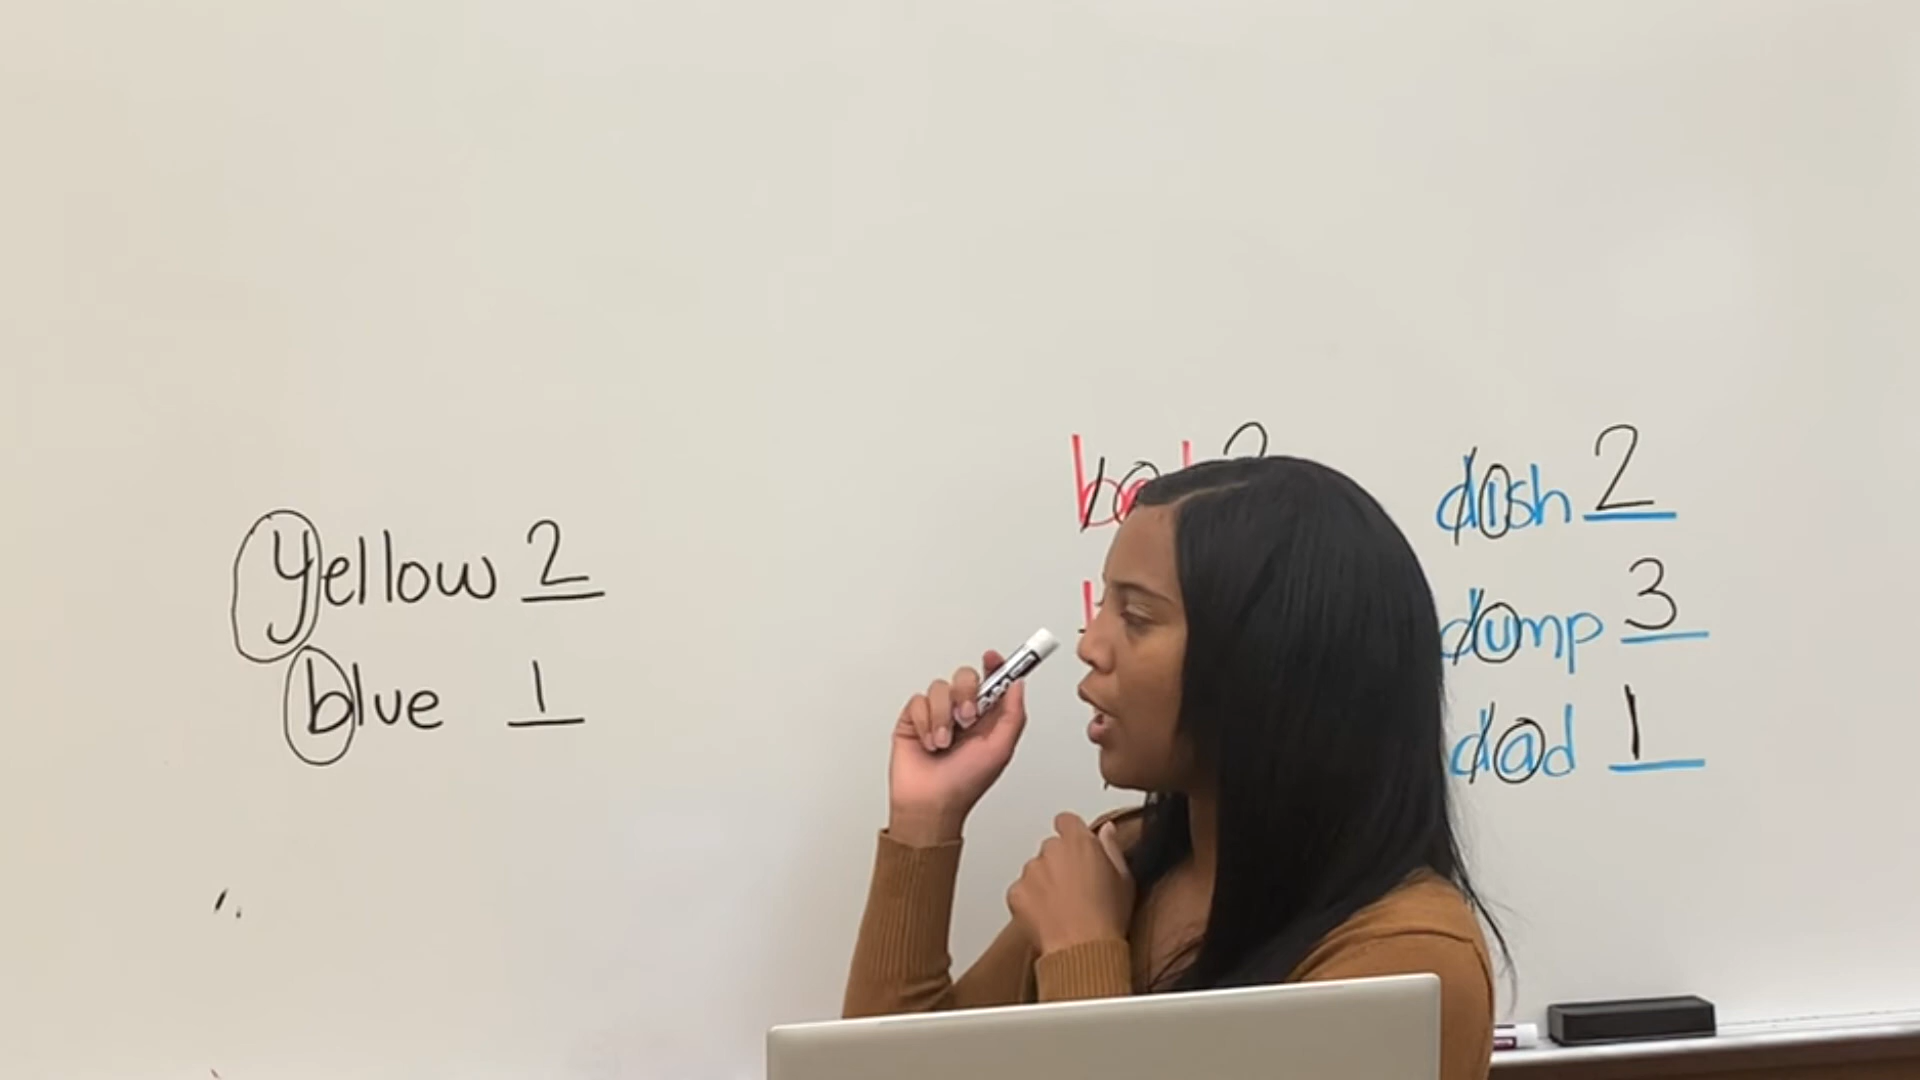 yellow 2
blue 1
dish 2
dump 3
dad 1